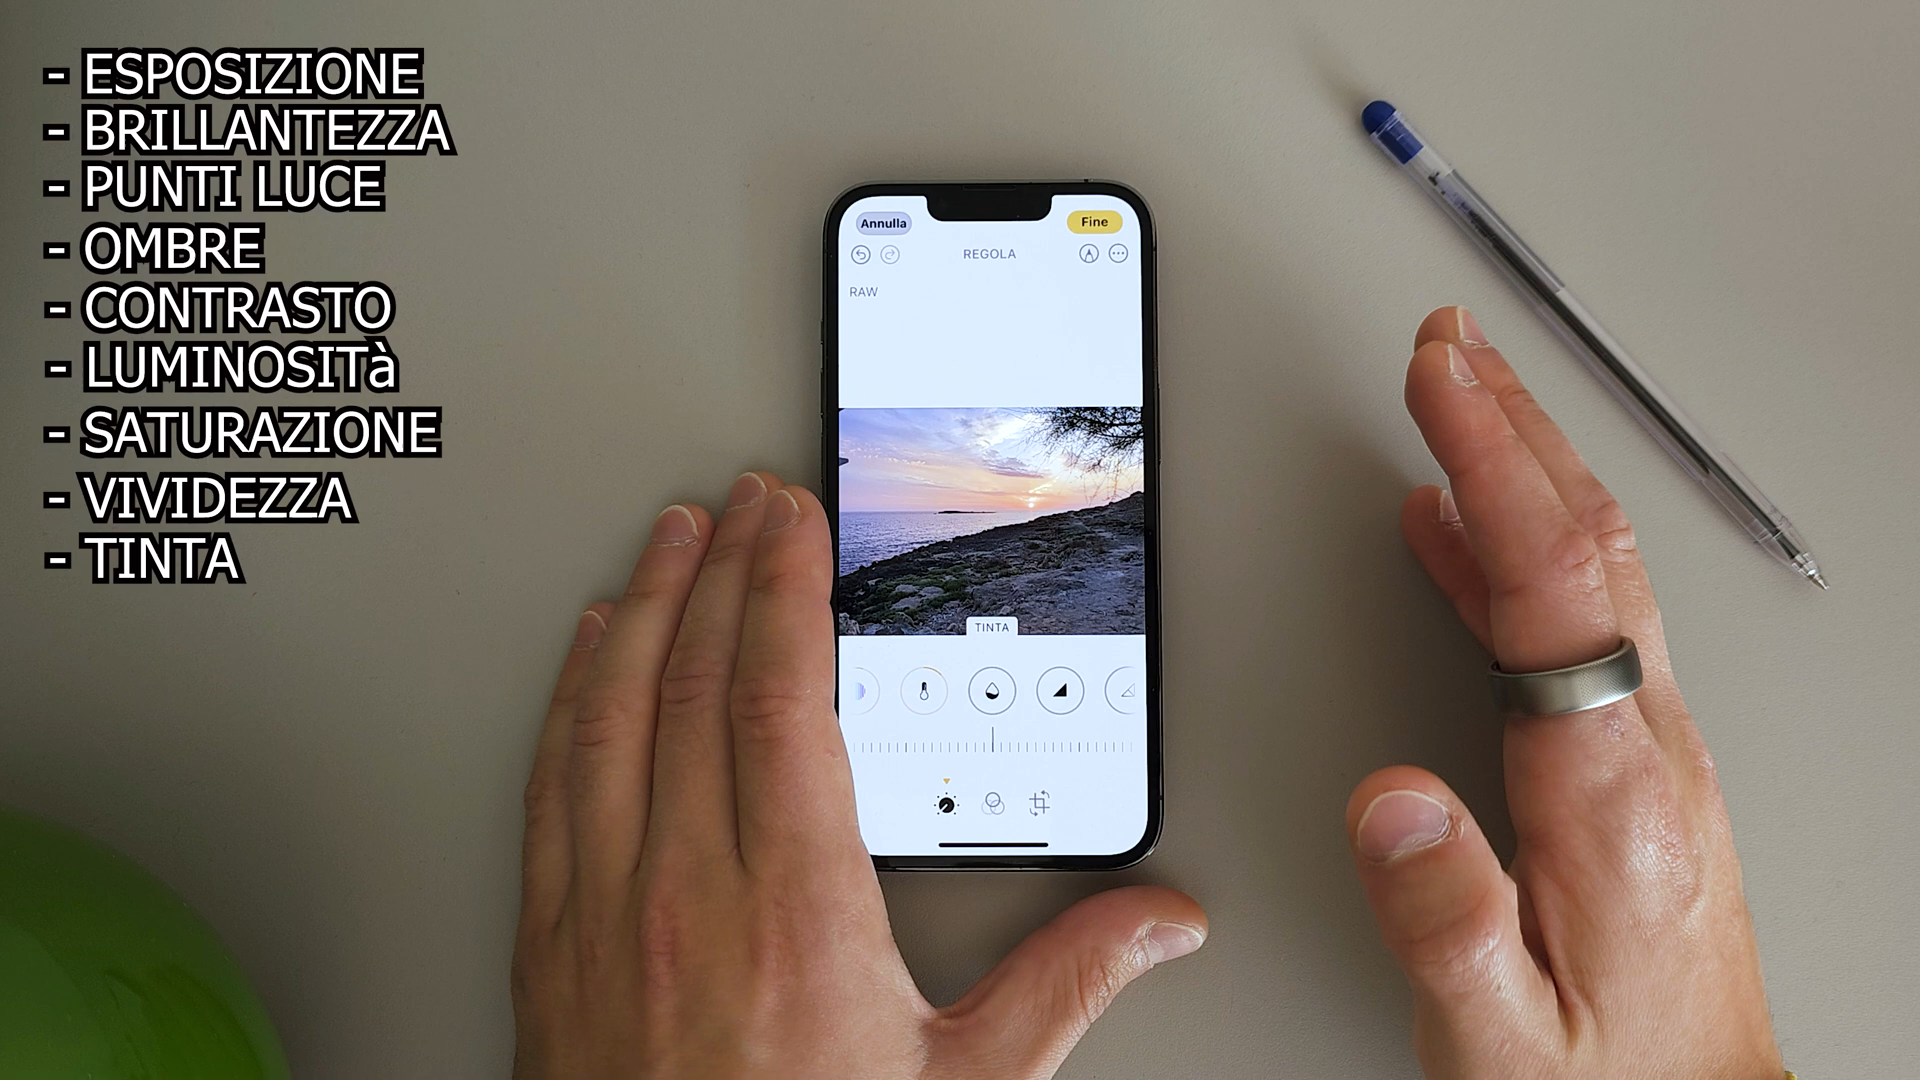 - ESPOSIZIONE
- BRILLANTEZZA
- PUNTI LUCE
- OMBRE
- CONTRASTO
- LUMINOSITà
- SATURAZIONE
- VIVIDEZZA
- TINTA
Annulla
Fine
REGOLA
RAW
TINTA